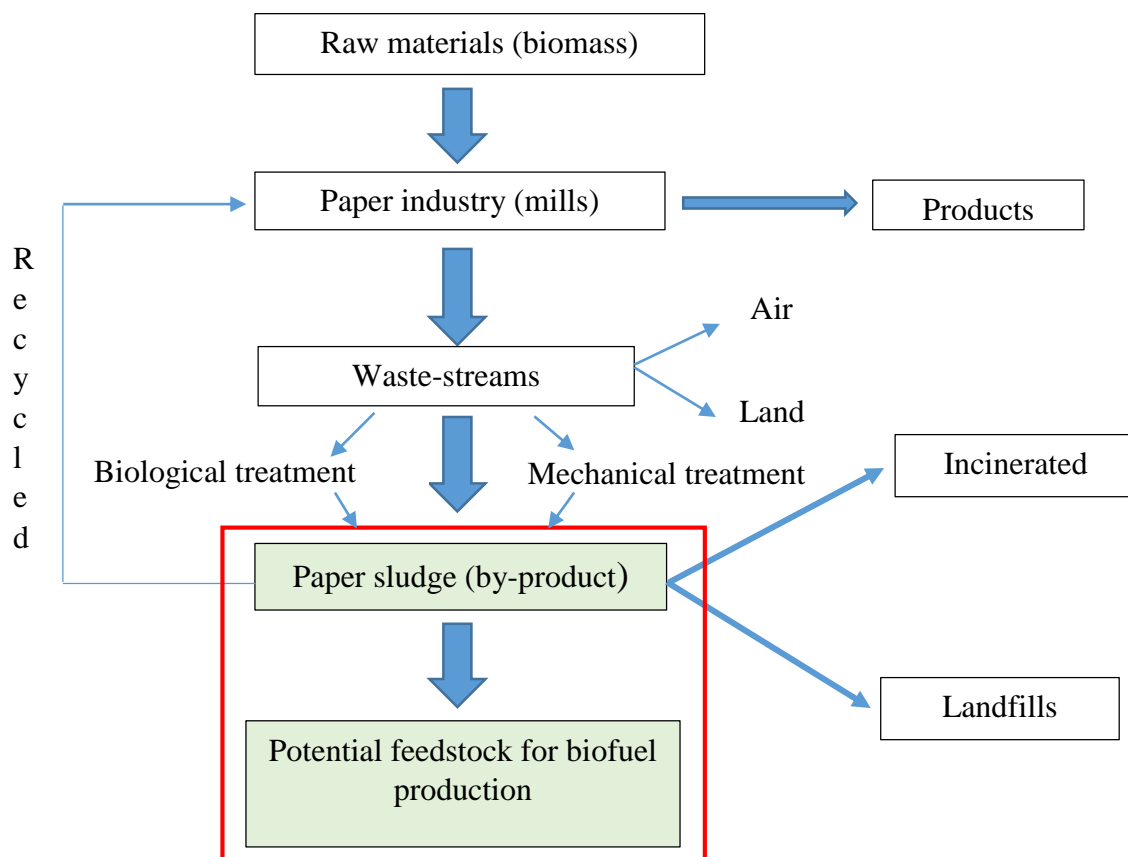 Raw materials (biomass)
Paper industry (mills)
Products
Recycled
Air
Waste-streams
Land
Biological treatment
Mechanical treatment
Incinerated
Paper sludge (by-product)
Landfills
Potential feedstock for biofuel
production